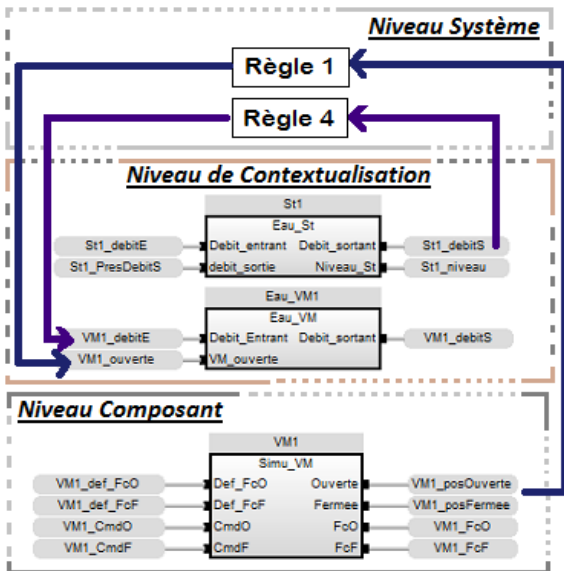 Niveau Système
Règle 1
Règle 4
Niveau de Contextualisation
St1
Eau_St
St1_debitE Debit_entrant Debit_sortant St1_debitS
St1_PresDebitS debit_sortie Niveau_St St1_niveau
Eau_VM1
Eau_VM
VM1_debitE Debit_Entrant Debit_sortant VM1_debitS
VM1_ouverte VM_ouverte
Niveau Composant
VM1
Simu_VM
VM1_def_FcO Def_FcO Ouverte VM1_posOuverte
VM1_def_FcF Def_FcF Fermee VM1_posFermee
VM1_CmdO CmdO FcO VM1_FcO
VM1_CmdF CmdF FcF VM1_FcF